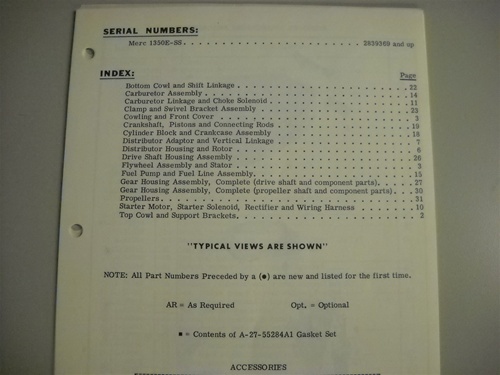 SERIAL NUMBERS:
Merc 1350E-SS . . . . . . . . . . . . . . . . . . . . . . 2839569 and up
INDEX: Page
Bottom Cowl and Shift Linkage . . . . . . . . . . . . . . . . . . . 22
Carburetor Assembly . . . . . . . . . . . . . . . . . . . . . . . 14
Carburetor Linkage and Choke Solenoid . . . . . . . . . . . . . . . 11
Clamp and Swivel Bracket Assembly . . . . . . . . . . . . . . . . . 23
Cowling and Front Cover . . . . . . . . . . . . . . . . . . . . . 3
Crankshaft, Pistons and Connecting Rods . . . . . . . . . . . . . . 19
Cylinder Block and Crankcase Assembly . . . . . . . . . . . . . . . 18
Distributor Adaptor and Vertical Linkage . . . . . . . . . . . . . . 7
Distributor Housing and Rotor . . . . . . . . . . . . . . . . . . . 6
Drive Shaft Housing Assembly . . . . . . . . . . . . . . . . . . . 26
Flywheel Assembly and Stator . . . . . . . . . . . . . . . . . . . 3
Fuel Pump and Fuel Line Assembly . . . . . . . . . . . . . . . . . 15
Gear Housing Assembly, Complete (drive shaft and component parts) . . . . 27
Gear Housing Assembly, Complete (propeller shaft and component parts) . . . 30
Propellers . . . . . . . . . . . . . . . . . . . . . . . . . . . 31
Starter Motor, Starter Solenoid, Rectifier and Wiring Harness . . . . . . 10
Top Cowl and Support Brackets . . . . . . . . . . . . . . . . . . . 2
"TYPICAL VIEWS ARE SHOWN"
NOTE: All Part Numbers Preceded by a (●) are new and listed for the first time.
AR = As Required Opt. = Optional
■ = Contents of A-27-55284A1 Gasket Set
ACCESSORIES